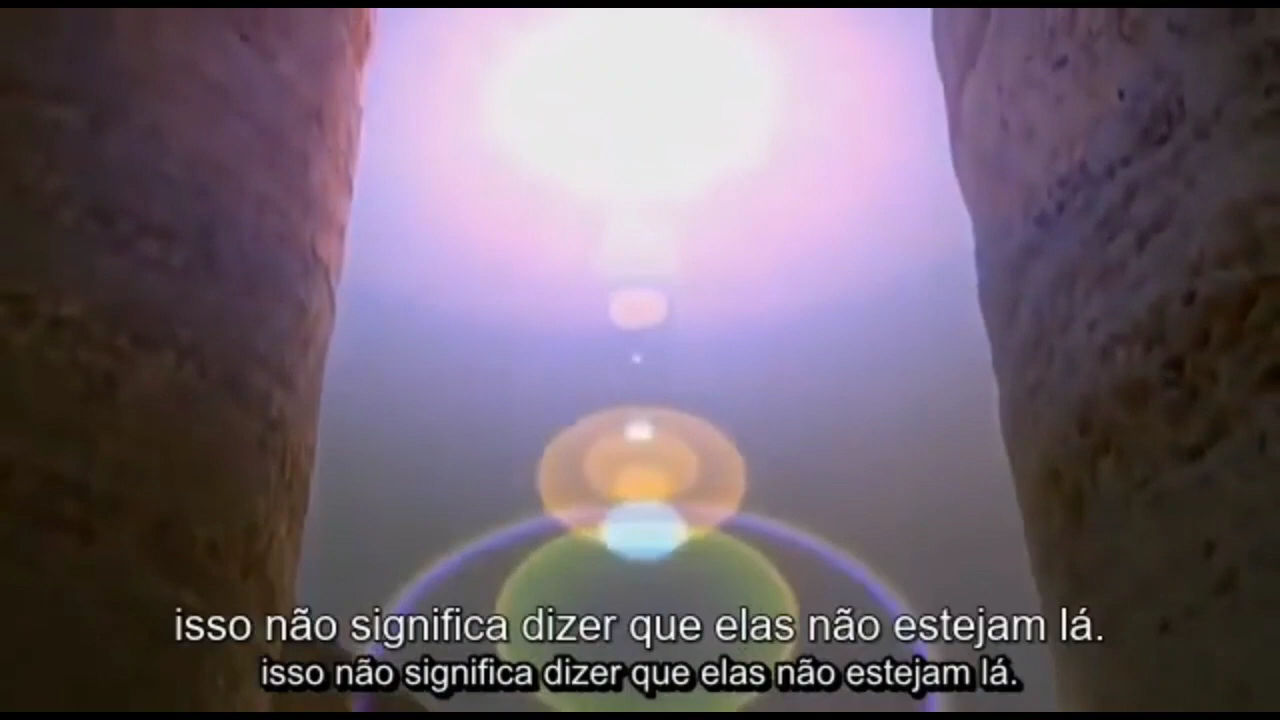 isso não significa dizer que elas não estejam lá.
isso não significa dizer que elas não estejam lá.